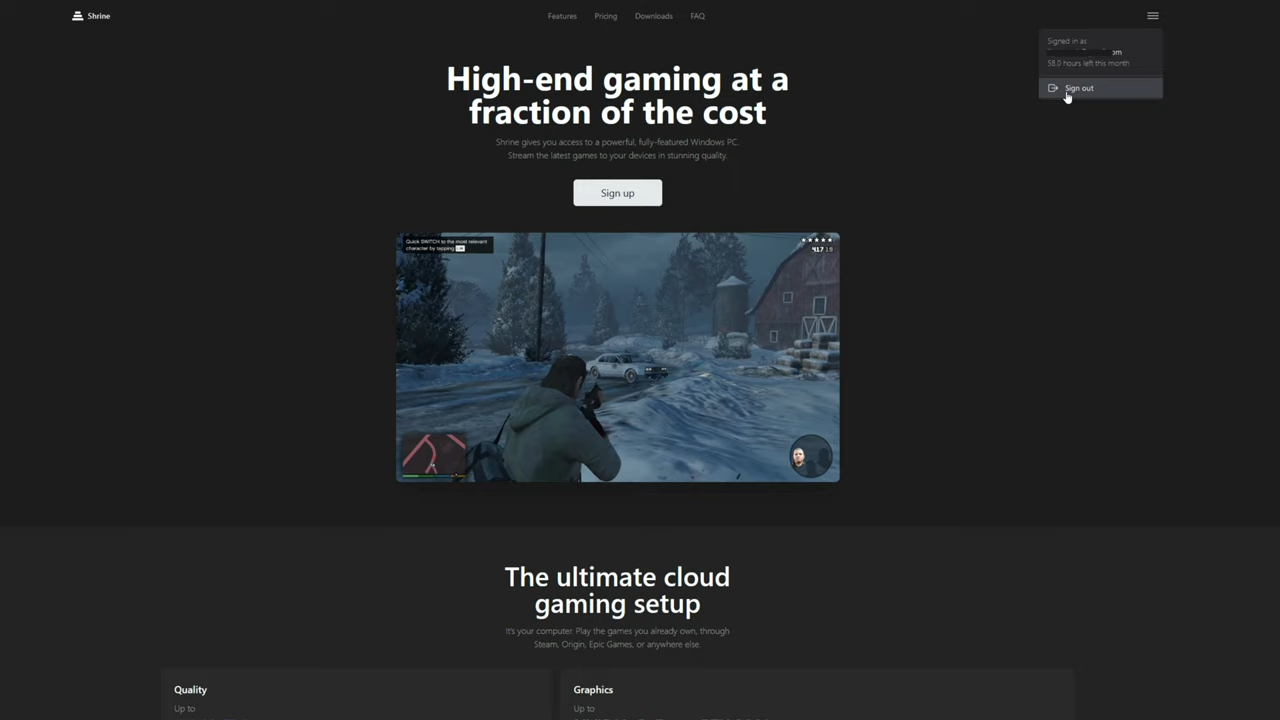 Shrine
Features
Pricing
Downloads
FAQ
Signed in as
om
58.0 hours left this month
Sign out
High-end gaming at a
fraction of the cost
Shrine gives you access to a powerful, fully-featured Windows PC.
Stream the latest games to your devices in stunning quality.
Sign up
Quick SWITCH to the most relevant
character by tapping
The ultimate cloud
gaming setup
It's your computer. Play the games you already own, through
Steam, Origin, Epic Games, or anywhere else.
Quality
Graphics
Up to
Up to